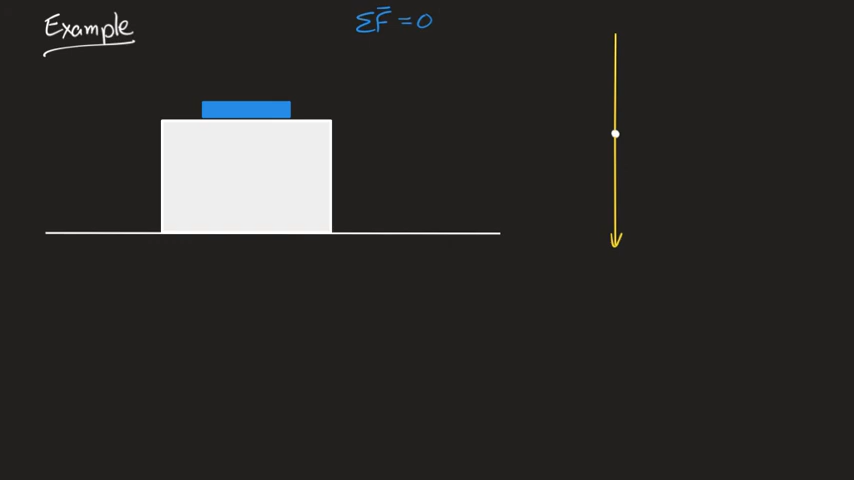 Example
ΣF̅ = 0